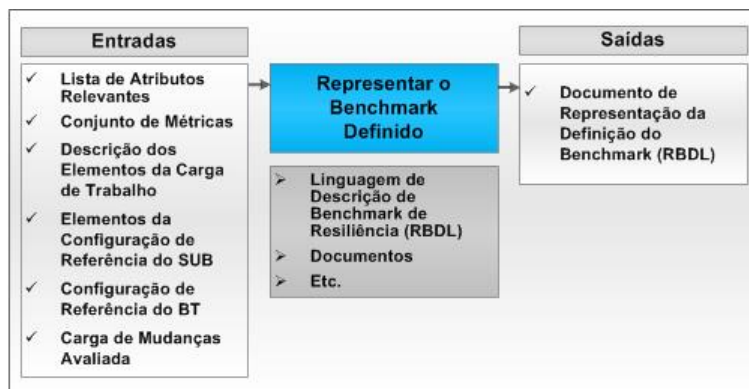 Entradas
Lista de Atributos
Relevantes
Conjunto de Métricas
Descrição dos
Elementos da Carga
de Trabalho
Elementos da
Configuração de
Referência do SUB
Configuração de
Referência do BT
Carga de Mudanças
Avaliada
Representar o
Benchmark
Definido
Linguagem de
Descrição de
Benchmark de
Resiliência (RBDL)
Documentos
Etc.
Saídas
Documento de
Representação da
Definição do
Benchmark (RBDL)